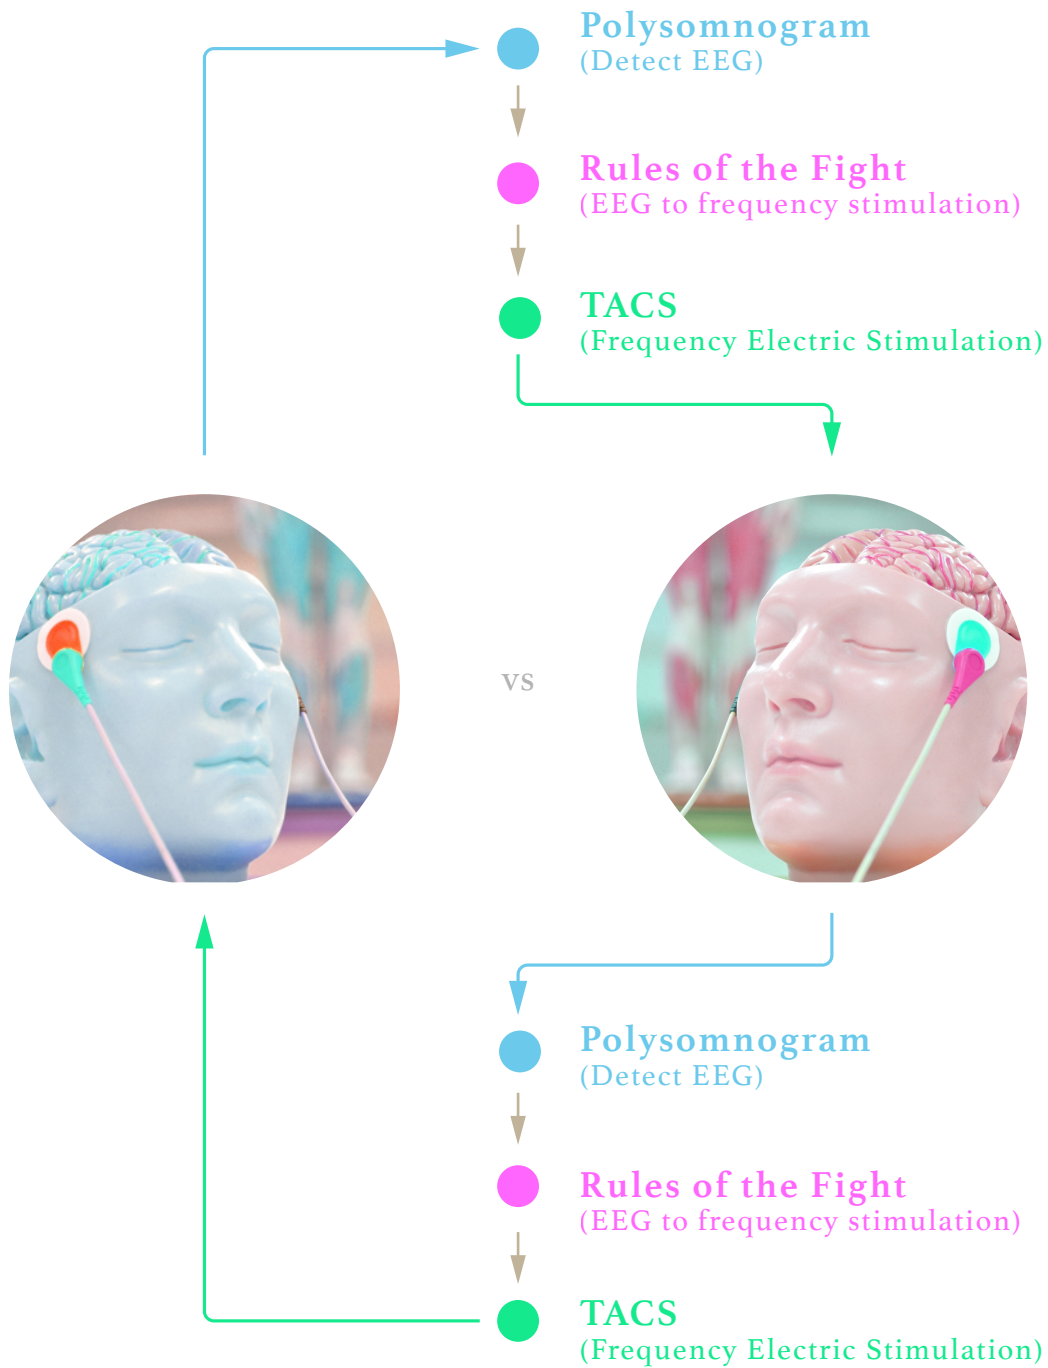 Polysomnogram
(Detect EEG)
Rules of the Fight
(EEG to frequency stimulation)
TACS
(Frequency Electric Stimulation)
vs
Polysomnogram
(Detect EEG)
Rules of the Fight
(EEG to frequency stimulation)
TACS
(Frequency Electric Stimulation)